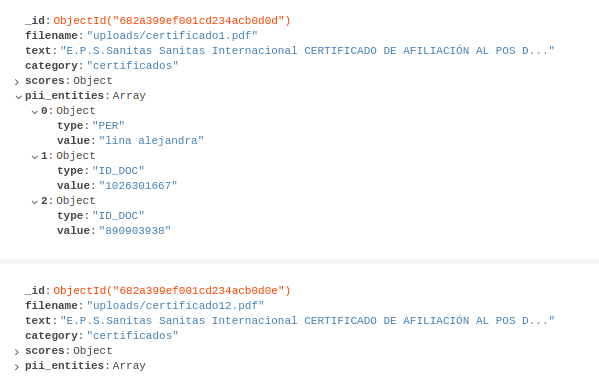 _id: ObjectId("682a399ef001cd234acb0d0d")
filename: "uploads/certificado1.pdf"
text: "E.P.S.Sanitas Sanitas Internacional CERTIFICADO DE AFILIACIÓN AL POS D..."
category: "certificados"
scores: Object
pii_entities: Array
0: Object
type: "PER"
value: "lina alejandra"
1: Object
type: "ID_DOC"
value: "1026301667"
2: Object
type: "ID_DOC"
value: "890903938"
_id: ObjectId("682a399ef001cd234acb0d0e")
filename: "uploads/certificado12.pdf"
text: "E.P.S.Sanitas Sanitas Internacional CERTIFICADO DE AFILIACIÓN AL POS D..."
category: "certificados"
scores: Object
pii_entities: Array